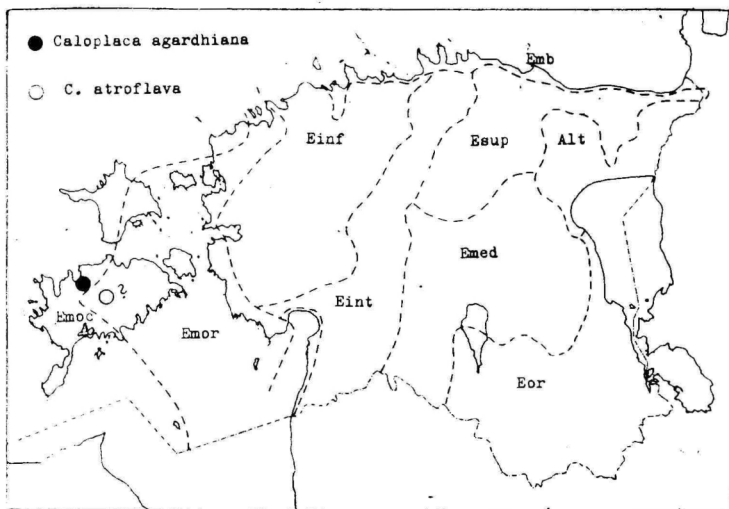 Caloplaca agardhiana
C. atroflava
Emb
Einf
Esup
Alt
Emed
?
Emoc
Eint
Emor
Eor